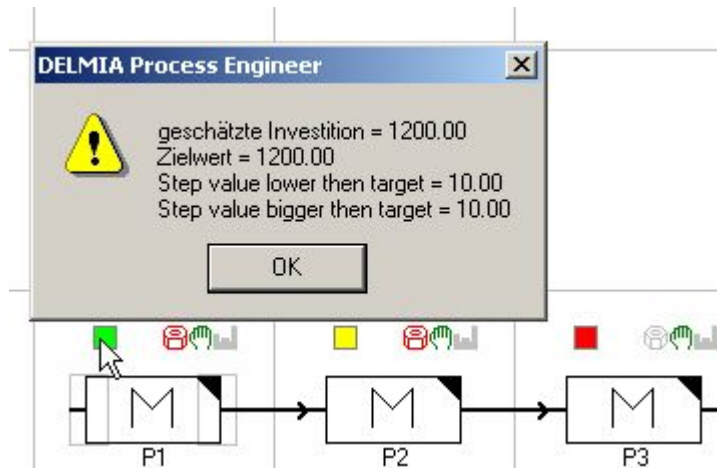 DELMIA Process Engineer
geschätzte Investition = 1200.00
Zielwert = 1200.00
Step value lower then target = 10.00
Step value bigger then target = 10.00
OK
M M M
P1 P2 P3